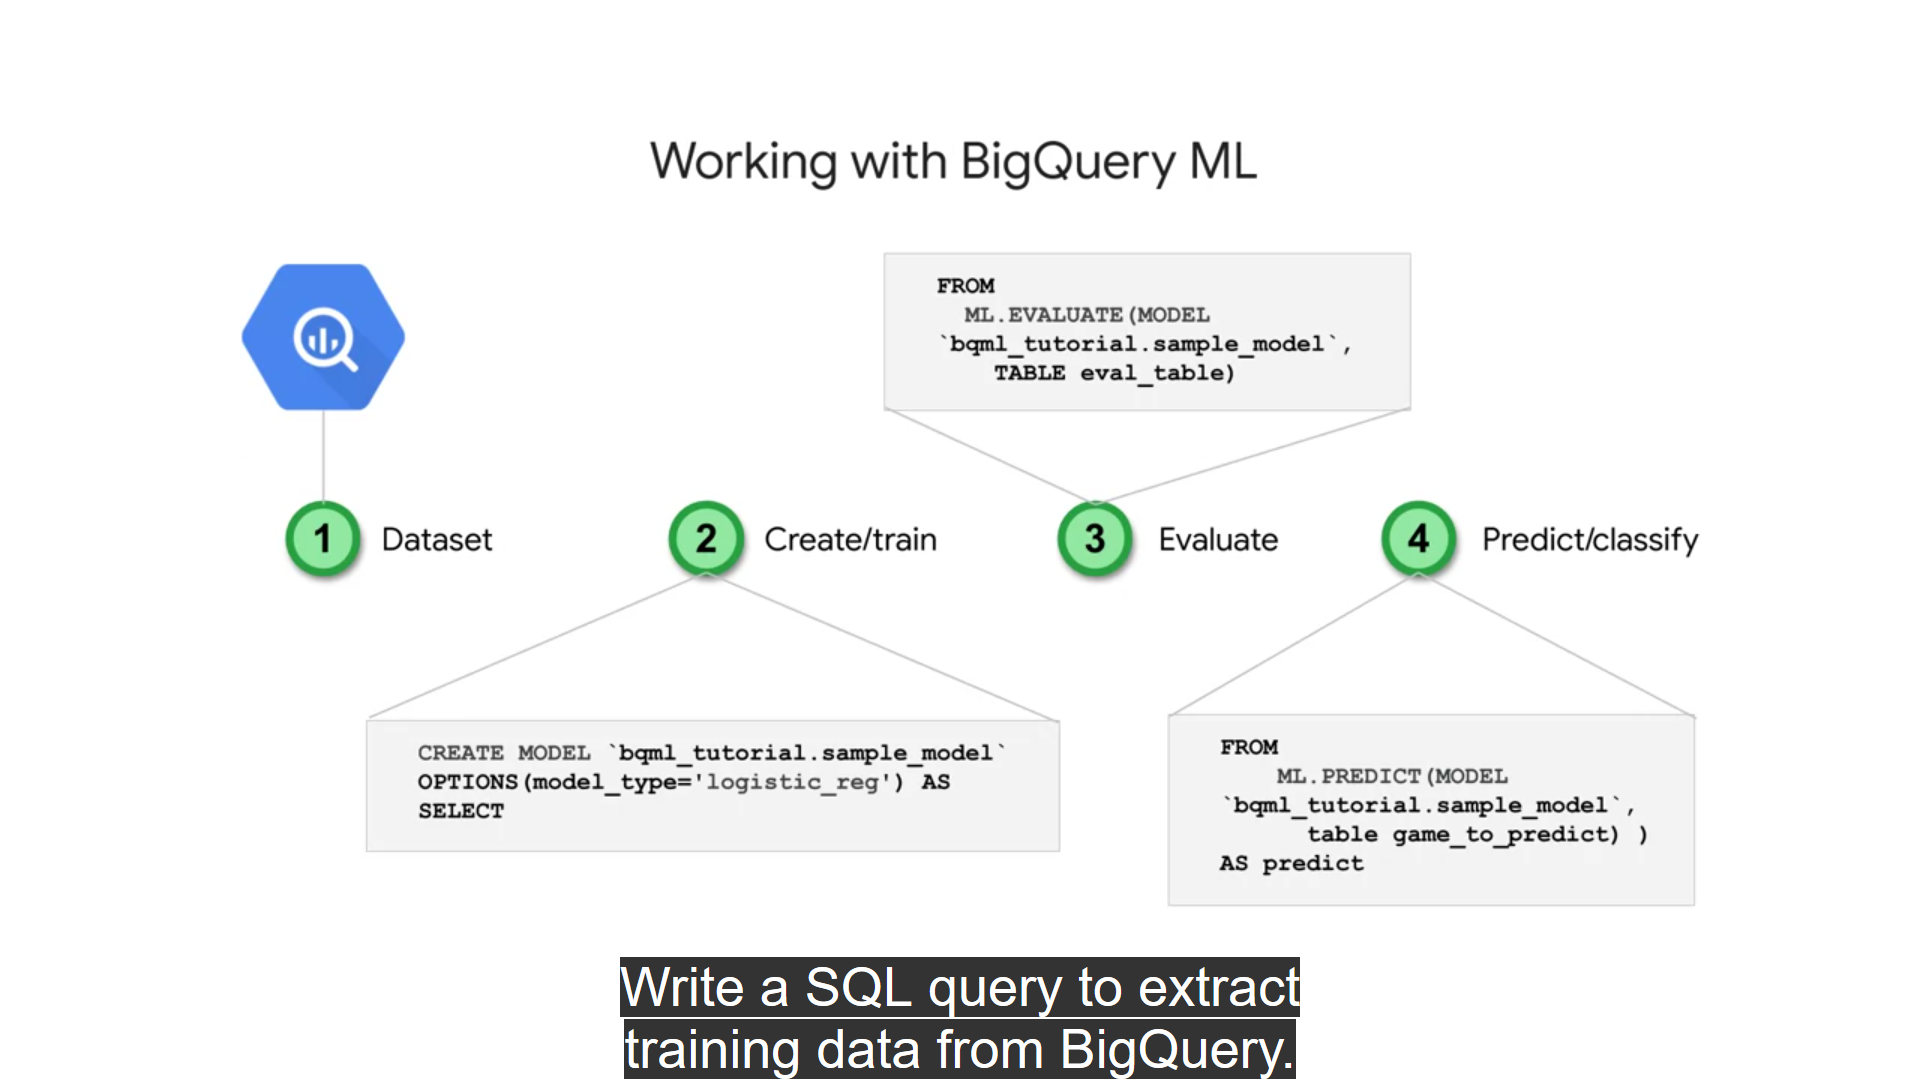 Working with BigQuery ML
FROM
ML.EVALUATE(MODEL
`bqml_tutorial.sample_model`,
TABLE eval_table)
1 Dataset
2 Create/train
3 Evaluate
4 Predict/classify
CREATE MODEL `bqml_tutorial.sample_model`
OPTIONS(model_type='logistic_reg') AS
SELECT
FROM
ML.PREDICT(MODEL
`bqml_tutorial.sample_model`,
table game_to_predict) )
AS predict
Write a SQL query to extract
training data from BigQuery.